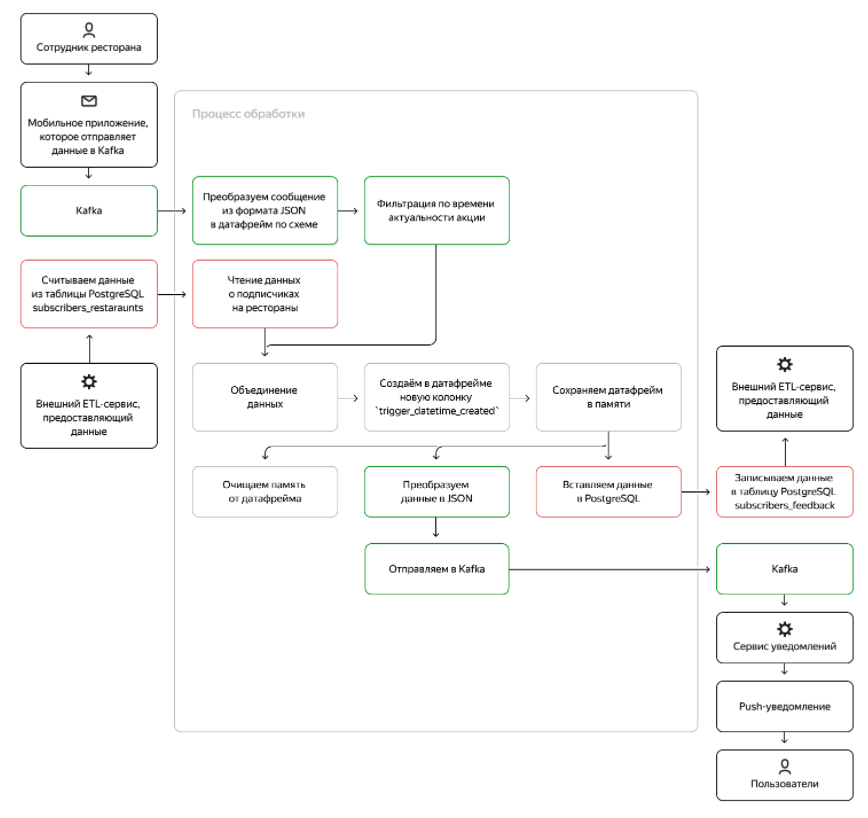 Сотрудник ресторана
Мобильное приложение,
которое отправляет
данные в Kafka
Процесс обработки
Kafka
Преобразуем сообщение
из формата JSON
в датафрейм по схеме
Фильтрация по времени
актуальности акции
Считываем данные
из таблицы PostgreSQL
subscribers_restaraunts
Чтение данных
о подписчиках
на рестораны
Внешний ETL-сервис,
предоставляющий
данные
Объединение
данных
Создаём в датафрейме
новую колонку
`trigger_datetime_created`
Сохраняем датафрейм
в памяти
Внешний ETL-сервис,
предоставляющий
данные
Очищаем память
от датафрейма
Преобразуем
данные в JSON
Вставляем данные
в PostgreSQL
Записываем данные
в таблицу PostgreSQL
subscribers_feedback
Отправляем в Kafka
Kafka
Сервис уведомлений
Push-уведомление
Пользователи